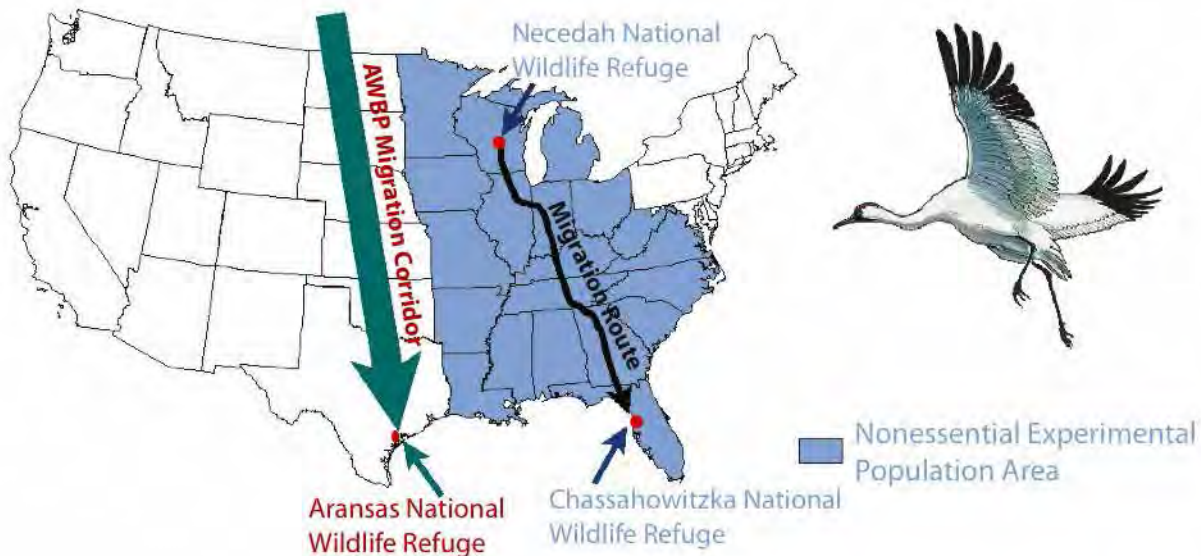 Necedah National
Wildlife Refuge
AWBP Migration Corridor
Migration Route
Nonessential Experimental
Population Area
Aransas National
Wildlife Refuge
Chassahowitzka National
Wildlife Refuge